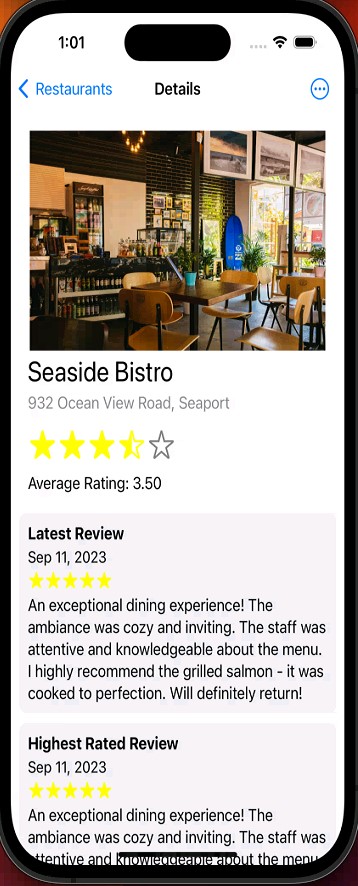 1:01
Restaurants
Details
Seaside Bistro
932 Ocean View Road, Seaport
Average Rating: 3.50
Latest Review
Sep 11, 2023
An exceptional dining experience! The
ambiance was cozy and inviting. The staff was
attentive and knowledgeable about the menu.
I highly recommend the grilled salmon - it was
cooked to perfection. Will definitely return!
Highest Rated Review
Sep 11, 2023
An exceptional dining experience! The
ambiance was cozy and inviting. The staff was
attentive and knowledgeable about the menu.